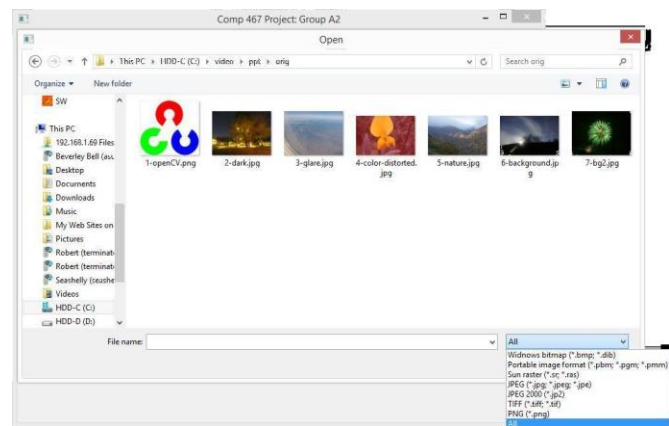 Comp 467 Project: Group A2
Open
This PC HDD-C (C:) video ppt orig
Search orig
Organize New folder
SW
This PC
192.168.1.69 Files
Beverley Bell (asu
Desktop
Documents
Downloads
Music
My Web Sites on
Pictures
Robert (terminat
Robert (terminat
Seashelly (seashe
Videos
HDD-C (C:)
HDD-D (D:)
1-openCV.png
2-dark.jpg
3-glare.jpg
4-color-distorted.
jpg
5-nature.jpg
6-background.jp
g
7-bg2.jpg
File name:
All
Widnows bitmap (*.bmp; *.dib)
Portable image format (*.pbm; *.pgm; *.pmm)
Sun raster (*.sr; *.ras)
JPEG (*.jpg; *.jpeg; *.jpe)
JPEG 2000 (*.jp2)
TIFF (*.tiff; *.tif)
PNG (*.png)
All